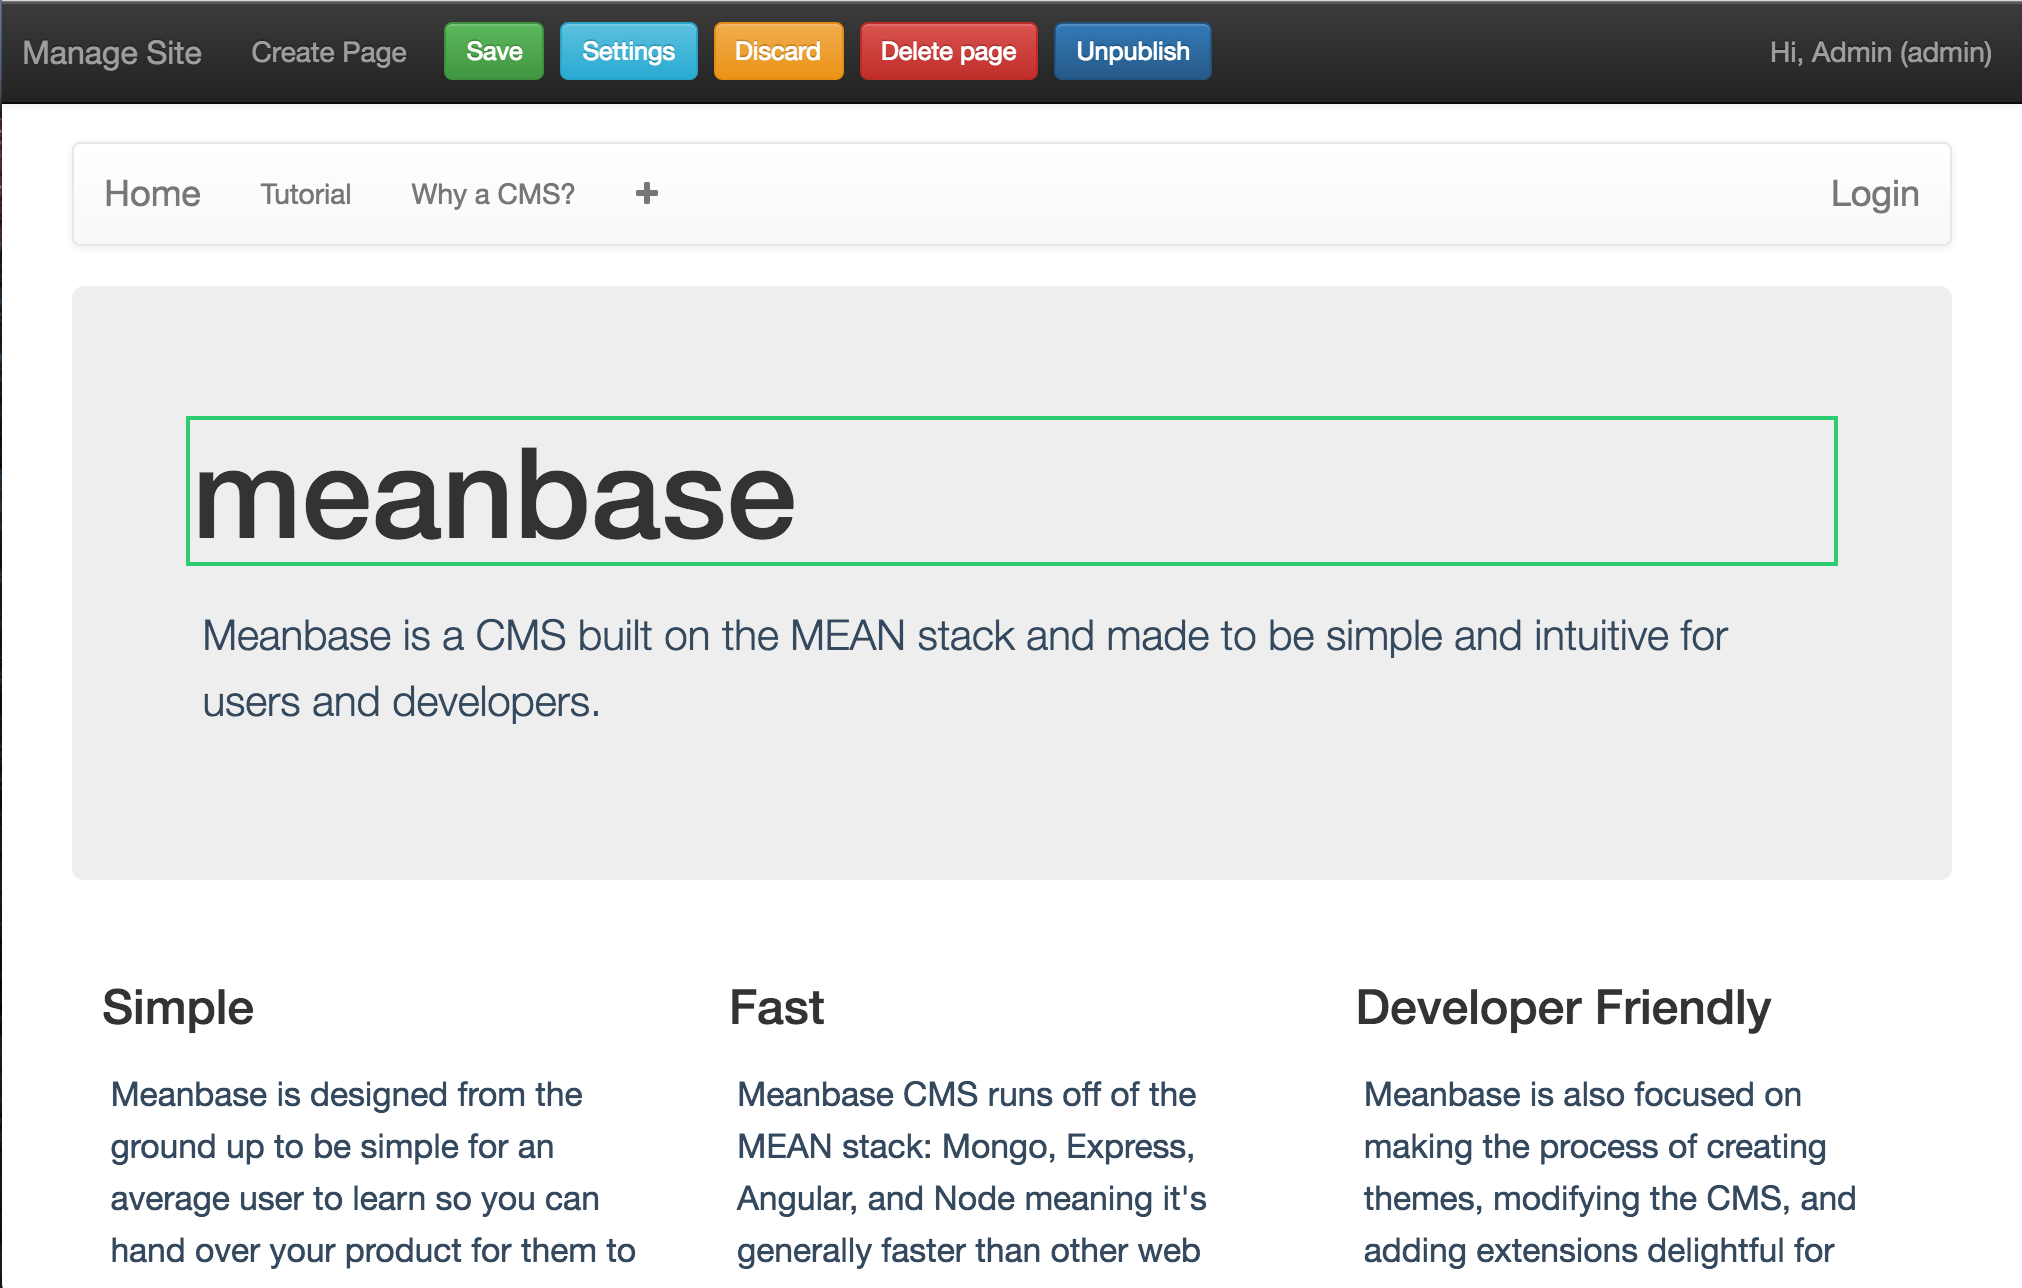 Manage Site Create Page Save Settings Discard Delete page Unpublish Hi, Admin (admin)
Home Tutorial Why a CMS? + Login
meanbase
Meanbase is a CMS built on the MEAN stack and made to be simple and intuitive for
users and developers.
Simple
Meanbase is designed from the
ground up to be simple for an
average user to learn so you can
hand over your product for them to
Fast
Meanbase CMS runs off of the
MEAN stack: Mongo, Express,
Angular, and Node meaning it's
generally faster than other web
Developer Friendly
Meanbase is also focused on
making the process of creating
themes, modifying the CMS, and
adding extensions delightful for